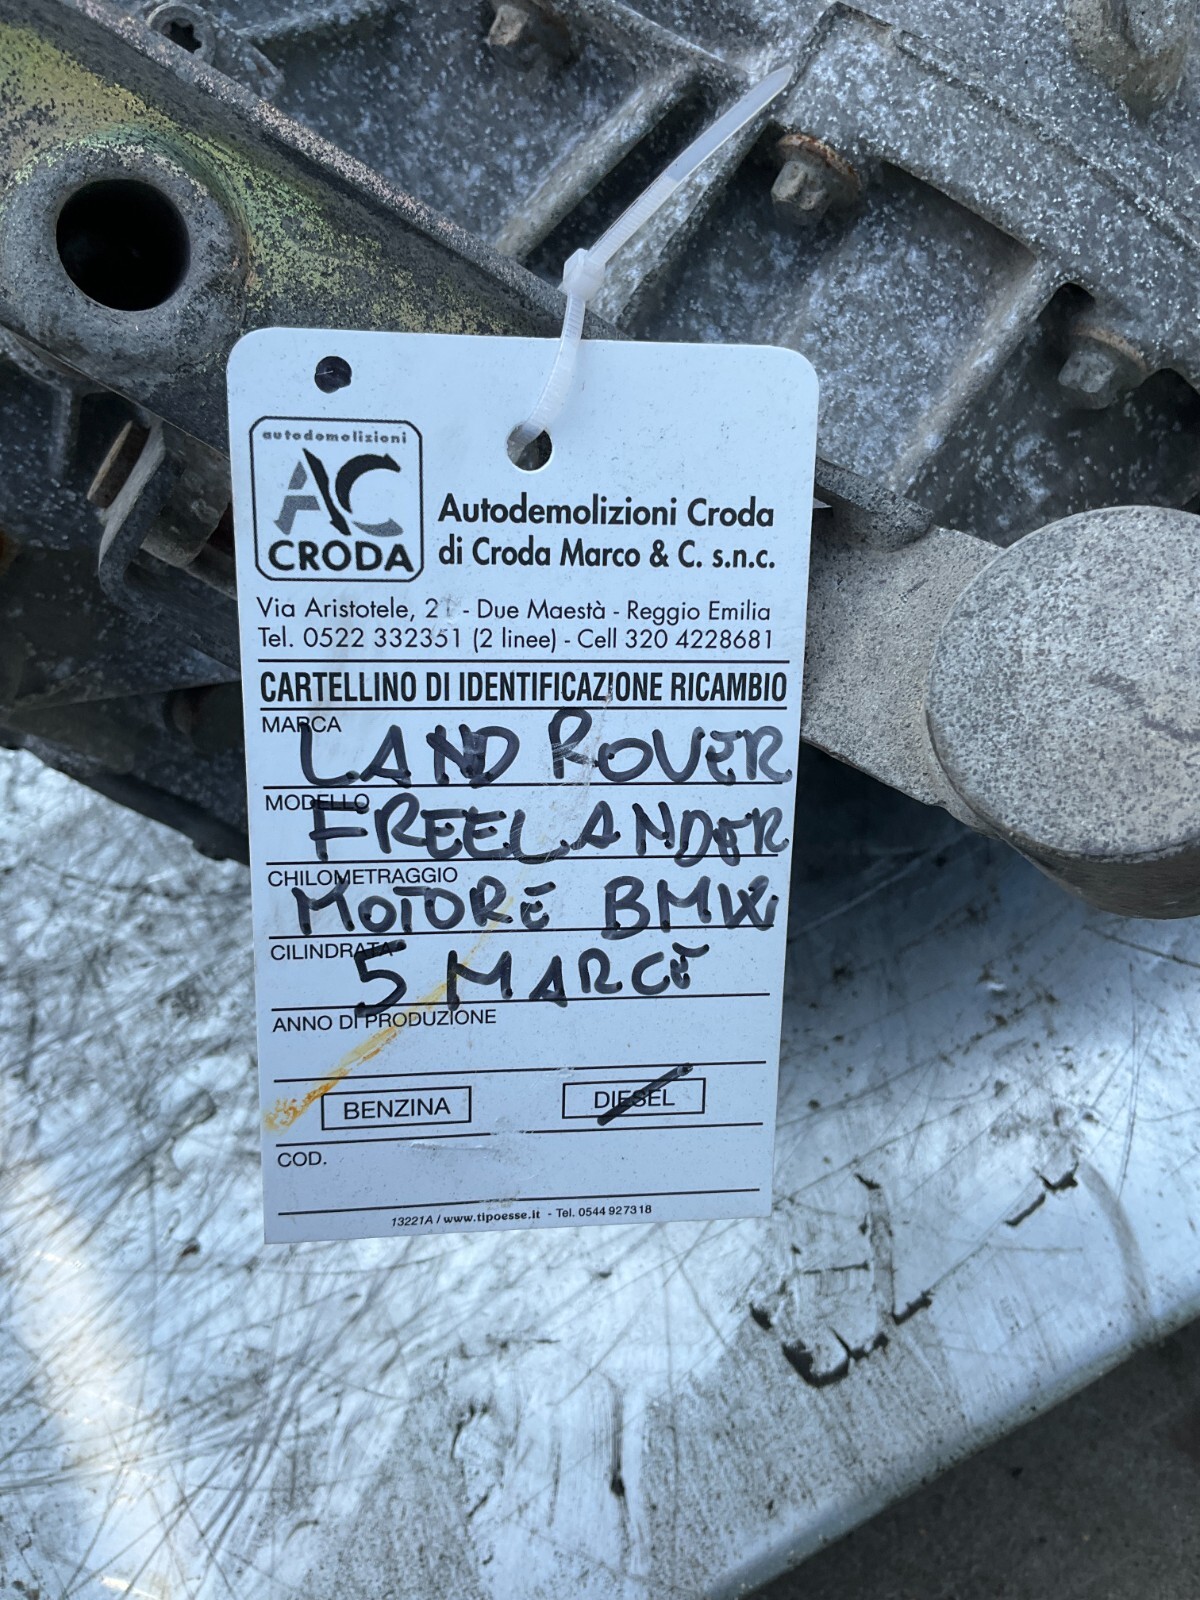 autodemolizioni
AC
CRODA
Autodemolizioni Croda
di Croda Marco & C. s.n.c.
Via Aristotele, 21 - Due Maestà - Reggio Emilia
Tel. 0522 332351 (2 linee) - Cell 320 4228681
CARTELLINO DI IDENTIFICAZIONE RICAMBIO
MARCA
LAND ROVER
MODELLO
FREELANDER
CHILOMETRAGGIO
MOTORE BMW
CILINDRATA
5 MARCE
ANNO DI PRODUZIONE
BENZINA DIESEL
COD.
13221A / www.tipoesse.it - Tel. 0544 927318